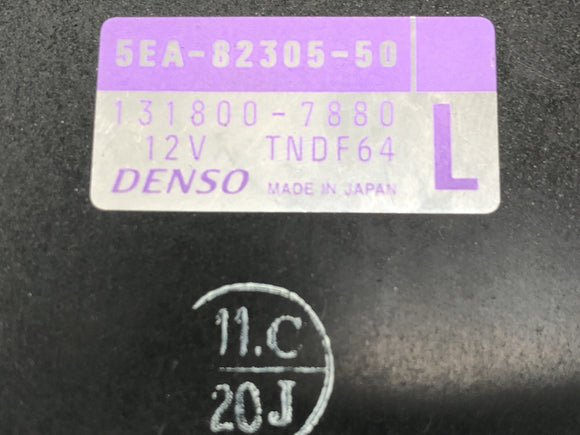 5EA-82305-50
131800-7880
12V TNDF64
DENSO MADE IN JAPAN
L
11.C
20J